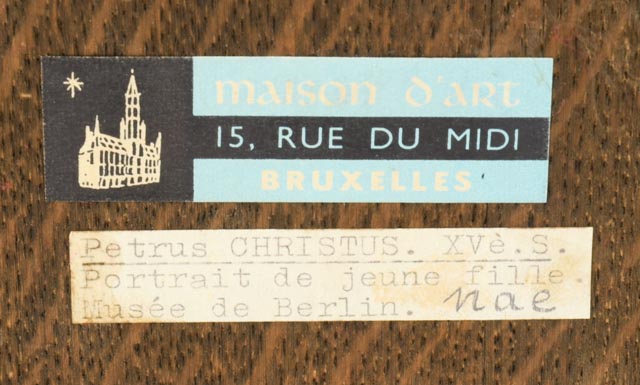 maison d'art
15, RUE DU MIDI
BRUXELLES
Petrus CHRISTUS. XVè.S.
Portrait de jeune fille.
Musée de Berlin. nae